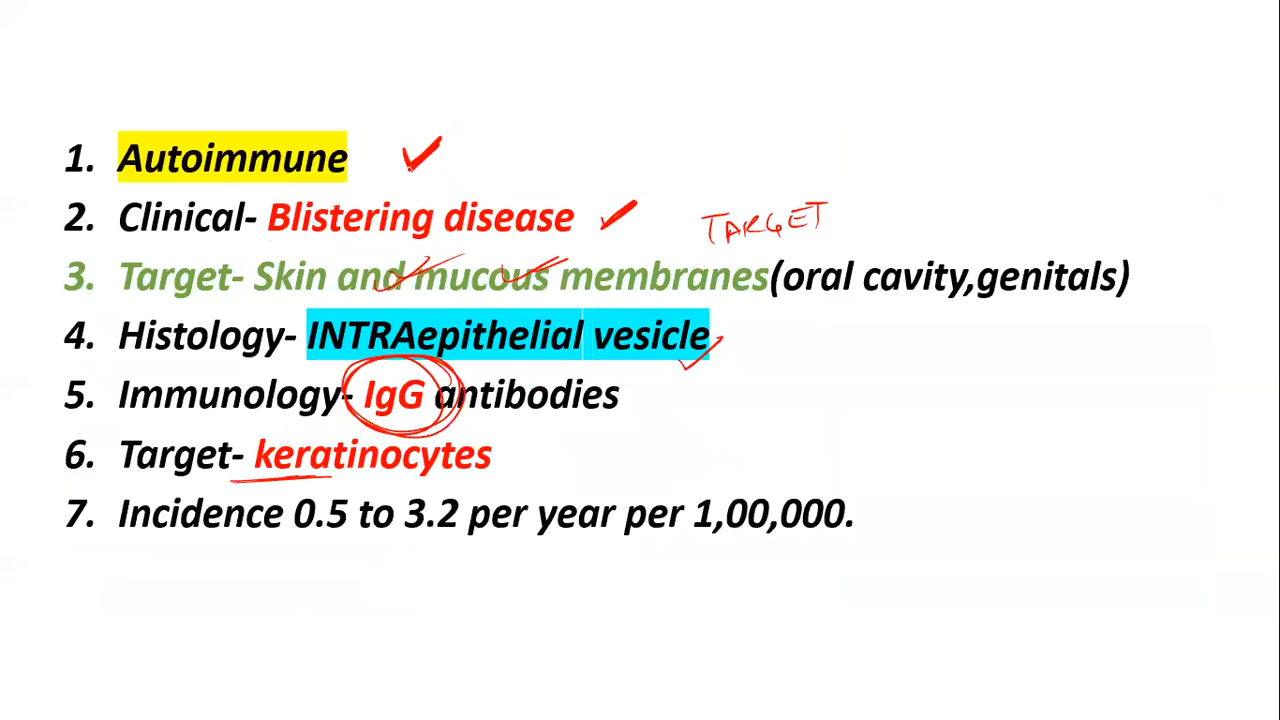 1. Autoimmune
2. Clinical- Blistering disease
TARGET
3. Target- Skin and mucous membranes(oral cavity,genitals)
4. Histology- INTRAepithelial vesicle
5. Immunology- IgG antibodies
6. Target- keratinocytes
7. Incidence 0.5 to 3.2 per year per 1,00,000.